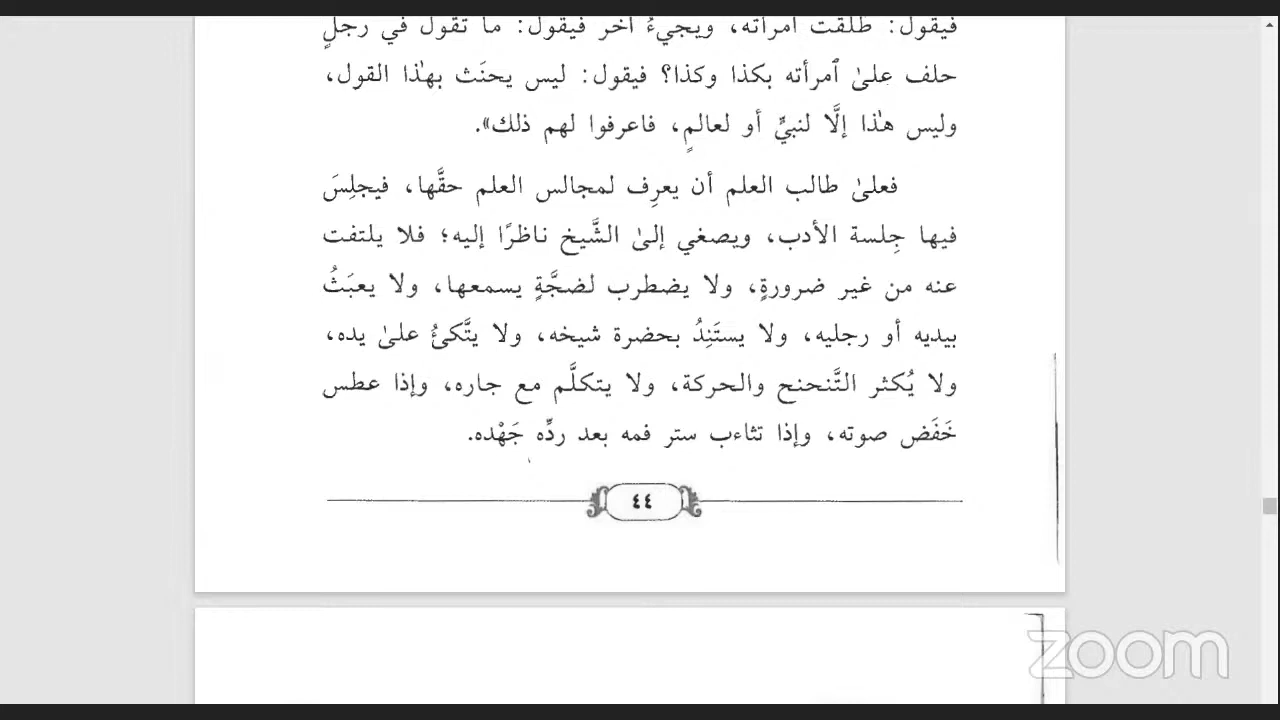 فيقول: طلقت امرأته، ويجيءُ آخر فيقول: ما تقول في رجلٍ
حلف علىٰ ٱمرأته بكذا وكذا؟ فيقول: ليس يحنَث بهٰذا القول،
وليس هٰذا إلَّا لنبيٍّ أو لعالمٍ، فاعرفوا لهم ذلك».
فعلىٰ طالب العلم أن يعرِف لمجالس العلم حقَّها، فيجلِسَ
فيها جِلسة الأدب، ويصغي إلىٰ الشَّيخ ناظرًا إليه؛ فلا يلتفت
عنه من غير ضرورةٍ، ولا يضطرب لضجَّةٍ يسمعها، ولا يعبَثُ
بيديه أو رجليه، ولا يستَنِدُ بحضرة شيخه، ولا يتَّكئُ علىٰ يده،
ولا يُكثر التَّنحنح والحركة، ولا يتكلَّم مع جاره، وإذا عطس
خَفَض صوته، وإذا تثاءب ستر فمه بعد ردِّه جَهْده.
٤٤
zoom